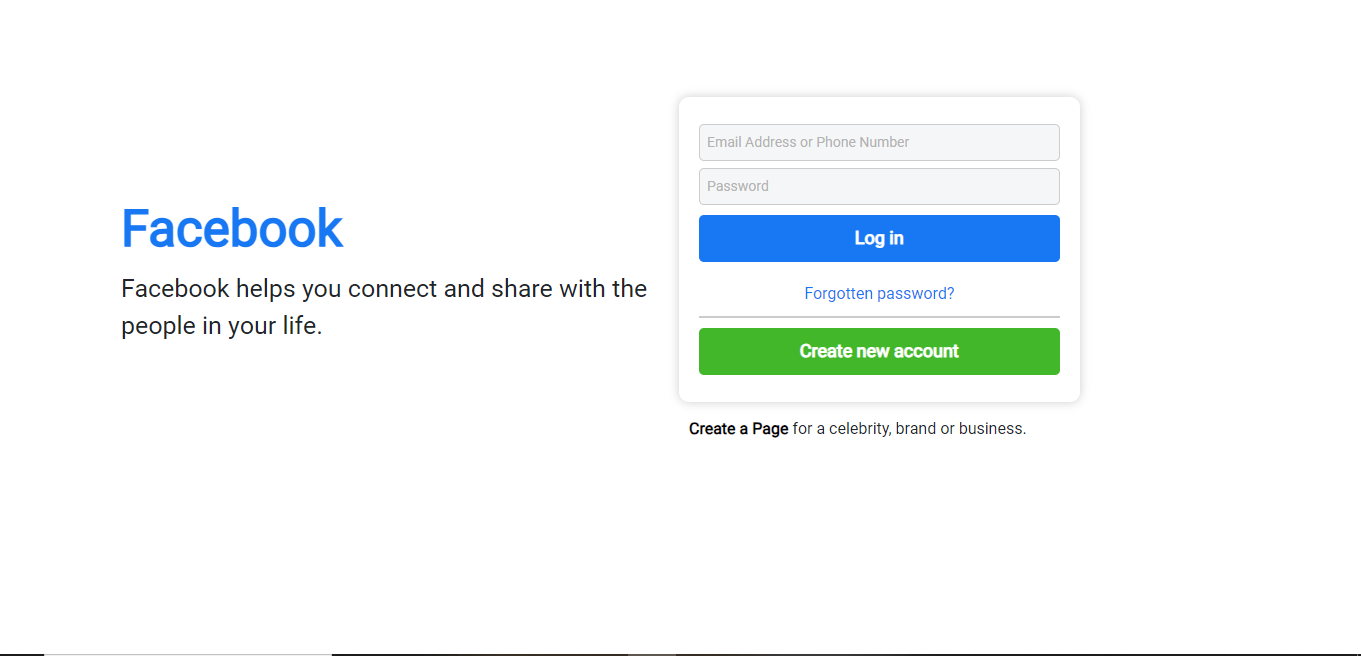 Facebook
Facebook helps you connect and share with the
people in your life.
Email Address or Phone Number
Password
Log in
Forgotten password?
Create new account
Create a Page for a celebrity, brand or business.